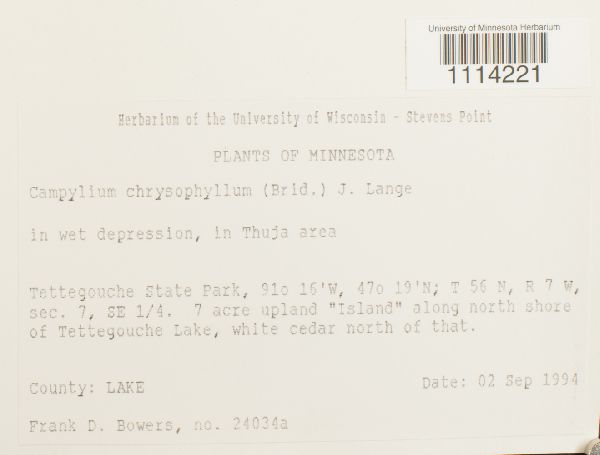 University of Minnesota Herbarium
1114221
Herbarium of the University of Wisconsin - Stevens Point
PLANTS OF MINNESOTA
Campylium chrysophyllum (Brid.) J. Lange
in wet depression, in Thuja area
Tettegouche State Park, 91o 16'W, 47o 19'N; T 56 N, R 7 W,
sec. 7, SE 1/4. 7 acre upland "Island" along north shore
of Tettegouche Lake, white cedar north of that.
County: LAKE
Date: 02 Sep 1994
Frank D. Bowers, no. 24034a